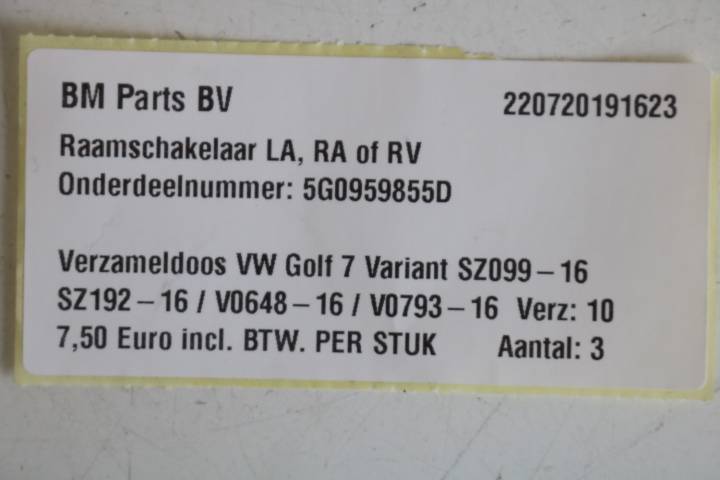 BM Parts BV 220720191623
Raamschakelaar LA, RA of RV
Onderdeelnummer: 5G0959855D
Verzameldoos VW Golf 7 Variant SZ099-16
SZ192-16 / V0648-16 / V0793-16 Verz: 10
7,50 Euro incl. BTW. PER STUK Aantal: 3